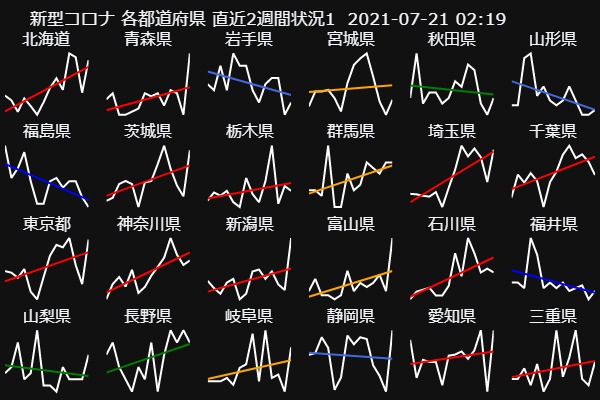 新型コロナ 各都道府県 直近2週間状況1 2021-07-21 02:19
北海道 青森県 岩手県 宮城県 秋田県 山形県
福島県 茨城県 栃木県 群馬県 埼玉県 千葉県
東京都 神奈川県 新潟県 富山県 石川県 福井県
山梨県 長野県 岐阜県 静岡県 愛知県 三重県